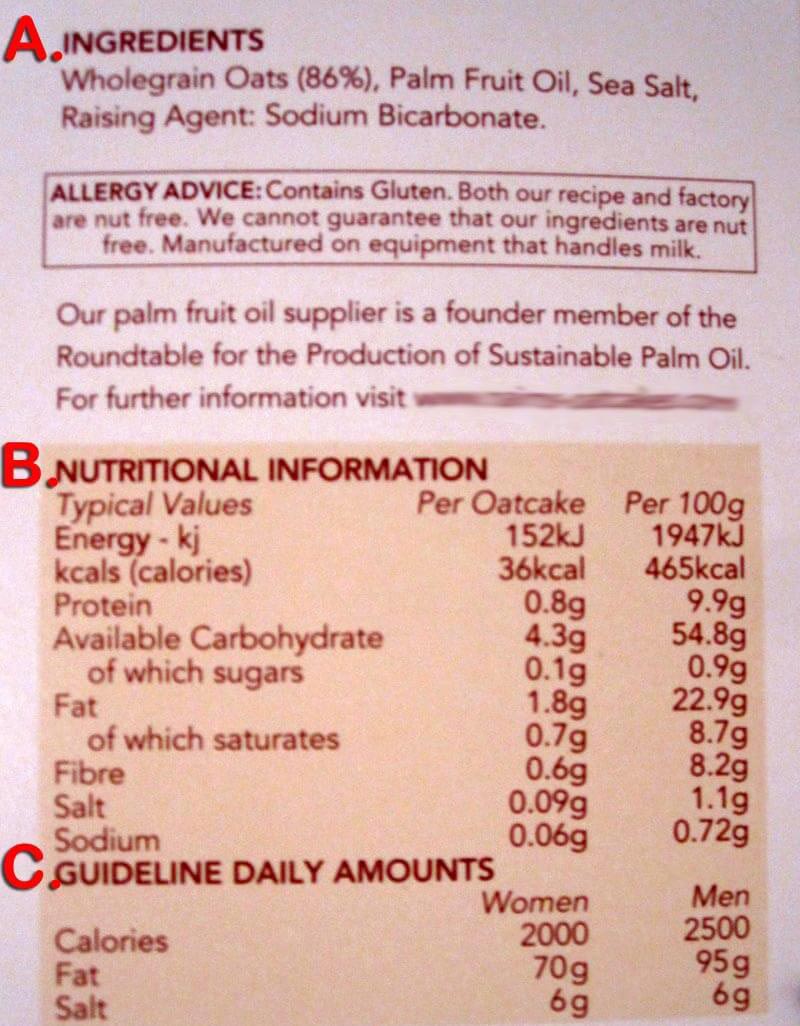 A. INGREDIENTS
Wholegrain Oats (86%), Palm Fruit Oil, Sea Salt,
Raising Agent: Sodium Bicarbonate.
ALLERGY ADVICE: Contains Gluten. Both our recipe and factory
are nut free. We cannot guarantee that our ingredients are nut
free. Manufactured on equipment that handles milk.
Our palm fruit oil supplier is a founder member of the
Roundtable for the Production of Sustainable Palm Oil.
For further information visit
B. NUTRITIONAL INFORMATION
Typical Values Per Oatcake Per 100g
Energy - kj 152kJ 1947kJ
kcals (calories) 36kcal 465kcal
Protein 0.8g 9.9g
Available Carbohydrate 4.3g 54.8g
of which sugars 0.1g 0.9g
Fat 1.8g 22.9g
of which saturates 0.7g 8.7g
Fibre 0.6g 8.2g
Salt 0.09g 1.1g
Sodium 0.06g 0.72g
C. GUIDELINE DAILY AMOUNTS
Women Men
Calories 2000 2500
Fat 70g 95g
Salt 6g 6g